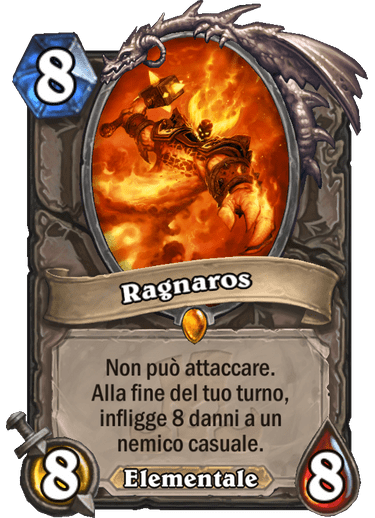 8
Ragnaros
Non può attaccare.
Alla fine del tuo turno,
infligge 8 danni a un
nemico casuale.
8
Elementale
8